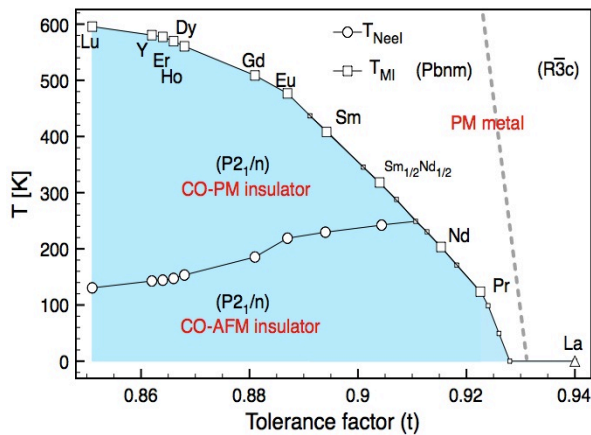 600
500
400
300
200
100
0
T [K]
0.86
0.88
0.9
0.92
0.94
Tolerance factor (t)
T_Neel
T_MI
(Pbnm)
(R3̅c)
PM metal
Lu
Y
Er
Ho
Dy
Gd
Eu
Sm
Sm1/2Nd1/2
Nd
Pr
La
(P2₁/n)
CO-PM insulator
(P2₁/n)
CO-AFM insulator